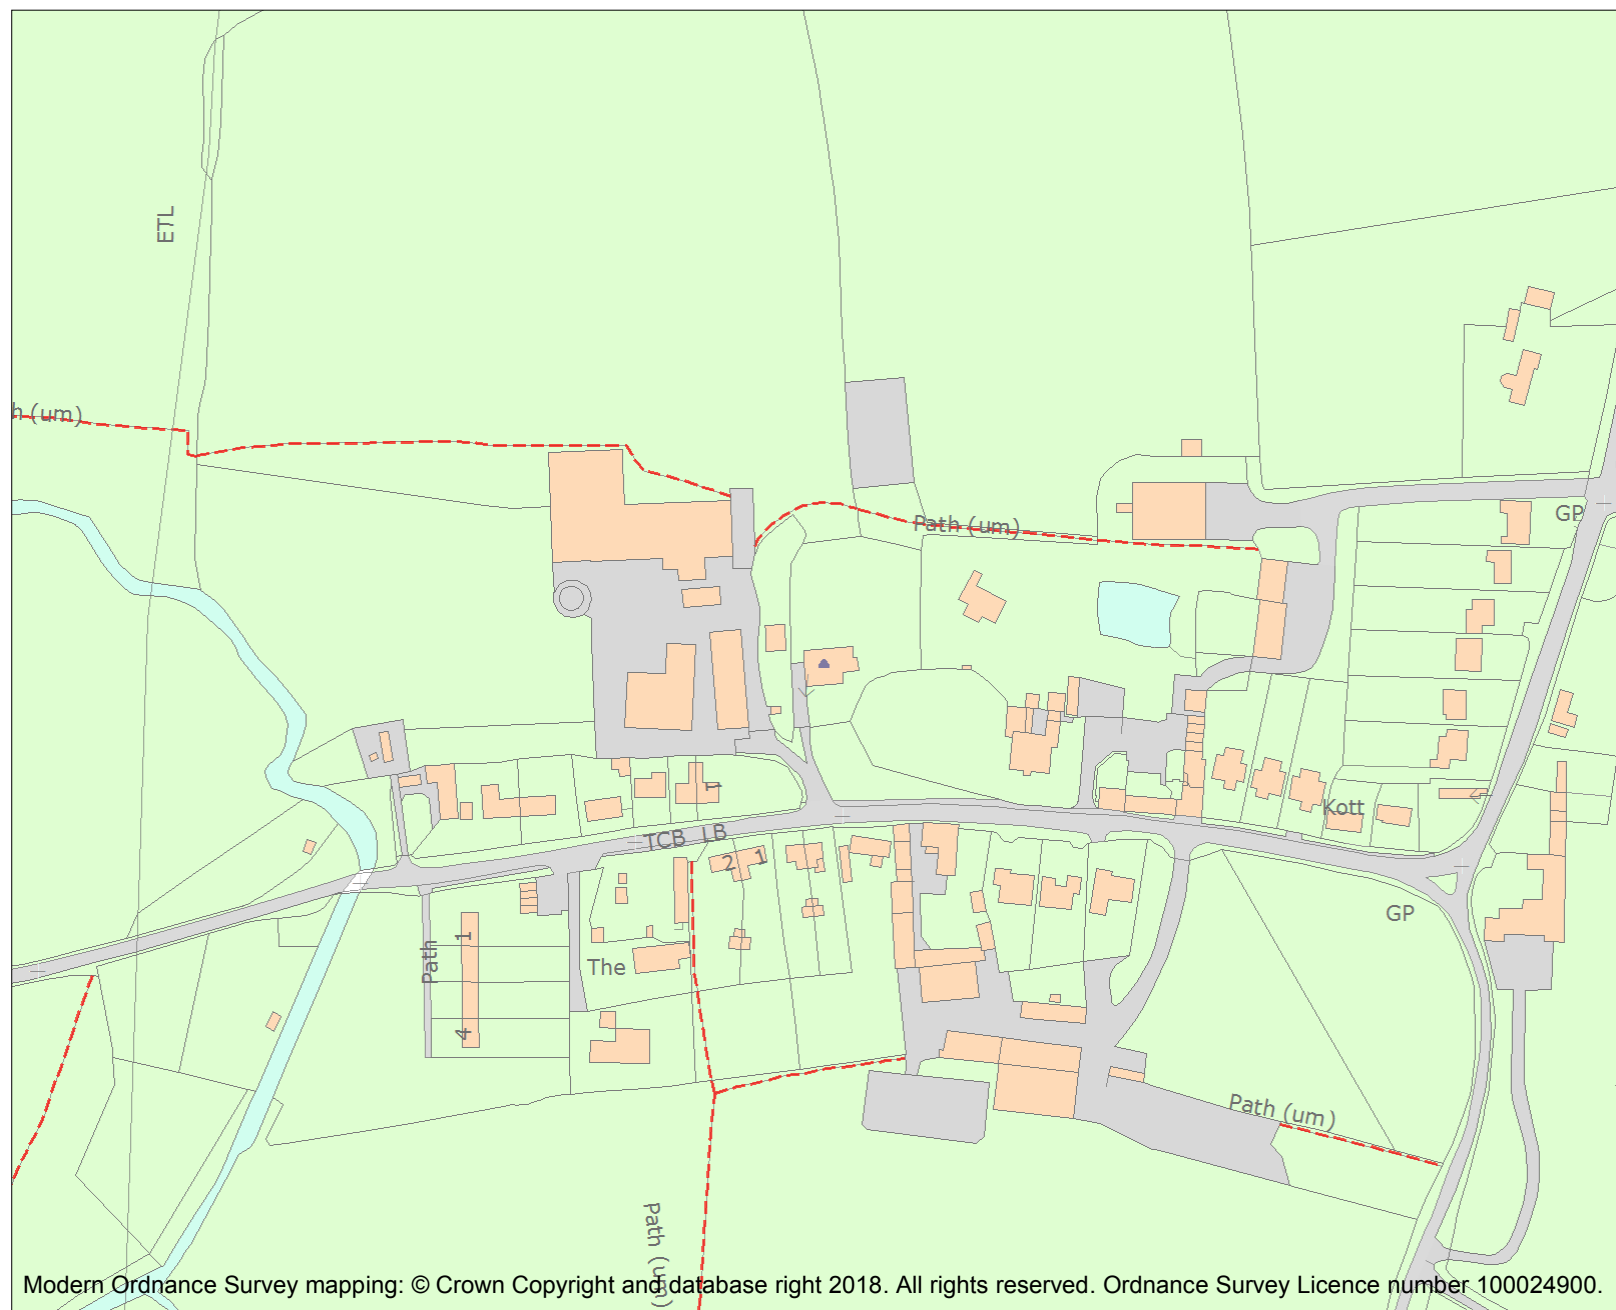 ETL
h (um)
Path (um)
GP
1
Kott
TCB LB
2 1
GP
Path
1
The
4
Path (um)
Path (um)
Modern Ordnance Survey mapping: © Crown Copyright and database right 2018. All rights reserved. Ordnance Survey Licence number 100024900.